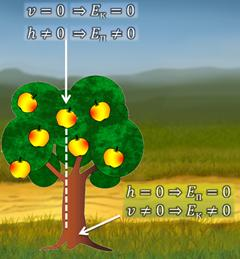 v = 0 ⇒ Eк = 0
h ≠ 0 ⇒ Eп ≠ 0
h = 0 ⇒ Eп = 0
v ≠ 0 ⇒ Eк ≠ 0